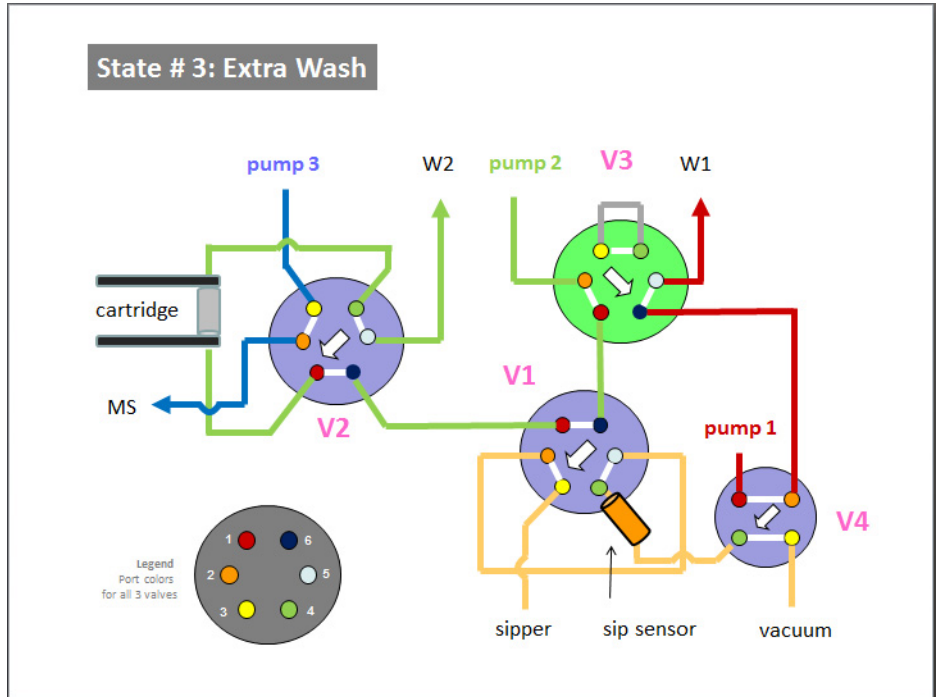 State # 3: Extra Wash
pump 3
W2
pump 2
V3
W1
cartridge
MS
V2
V1
pump 1
V4
1
6
2
5
3
4
Legend
Port colors
for all 3 valves
sipper
sip sensor
vacuum